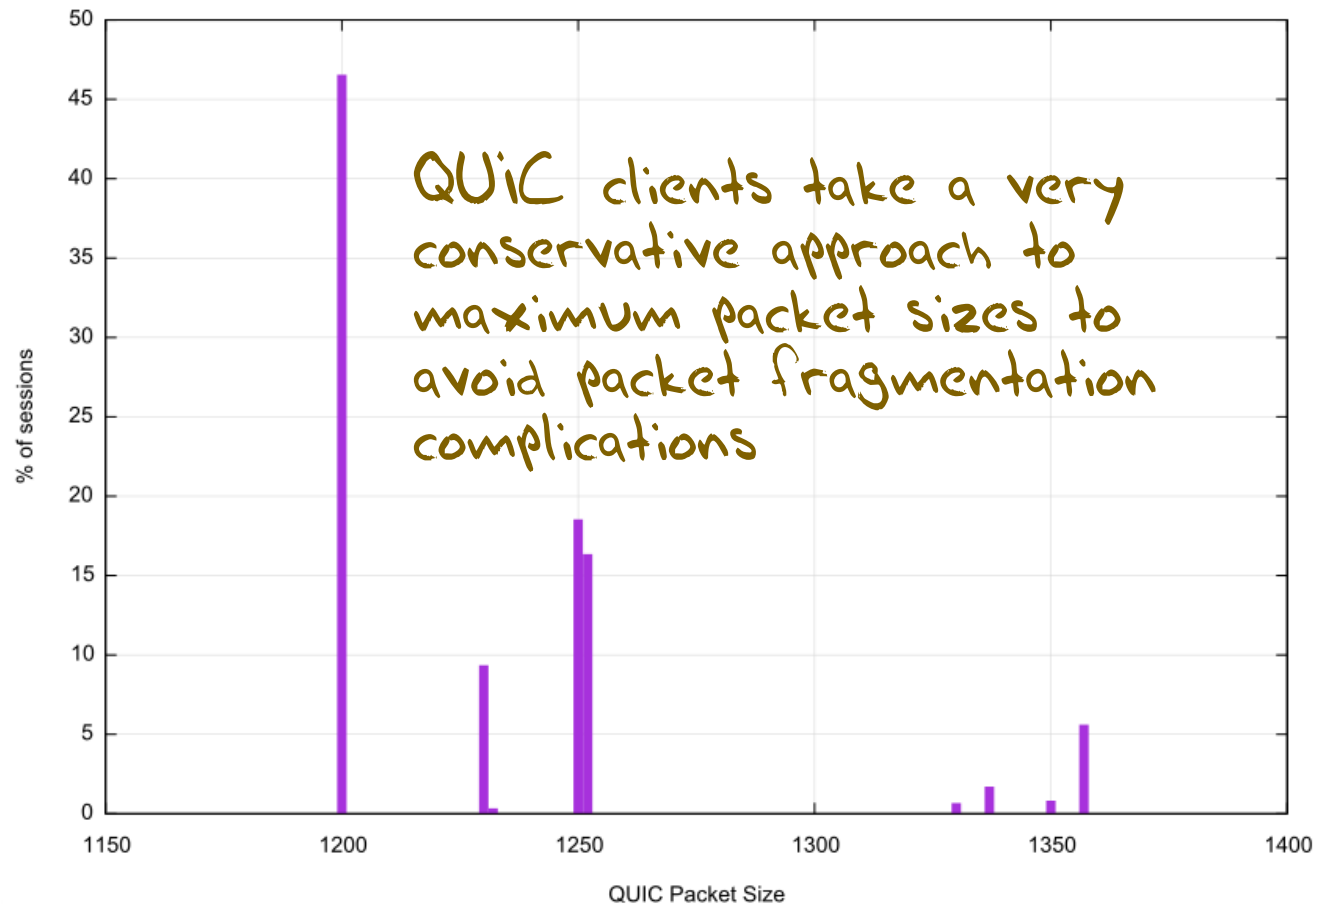 50
45
40
35
30
25
20
15
10
5
0
% of sessions
QUiC clients take a very
conservative approach to
maximum packet sizes to
avoid packet fragmentation
complications
1150 1200 1250 1300 1350 1400
QUIC Packet Size